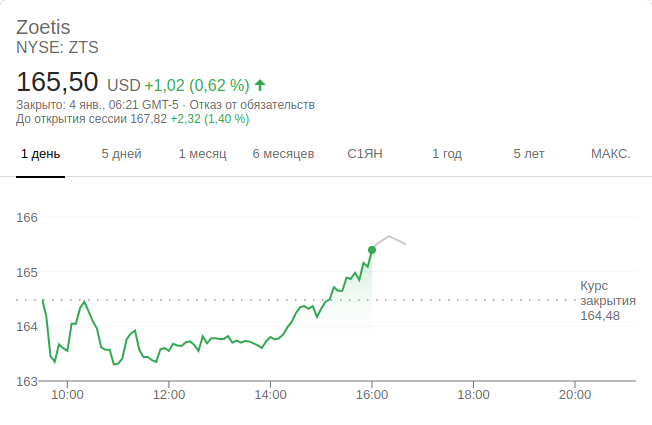 Zoetis
NYSE: ZTS
165,50 USD +1,02 (0,62 %)
Закрыто: 4 янв., 06:21 GMT-5 · Отказ от обязательств
До открытия сессии 167,82 +2,32 (1,40 %)
1 день 5 дней 1 месяц 6 месяцев С1ЯН 1 год 5 лет МАКС.
166
165
164
163
Курс
закрытия
164,48
10:00 12:00 14:00 16:00 18:00 20:00